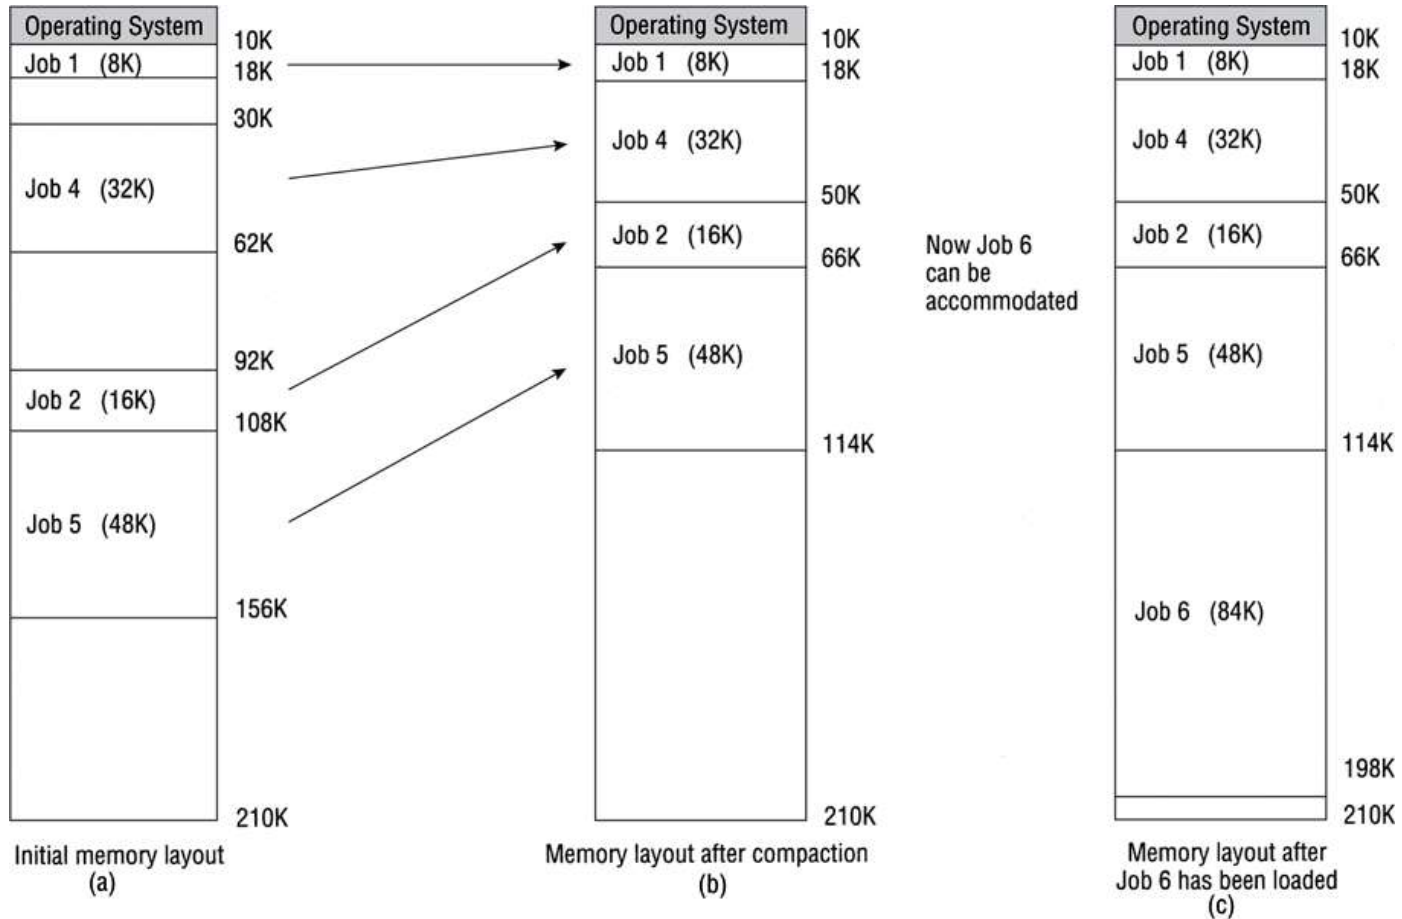 Operating System
10K
Job 1 (8K)
18K
30K
Job 4 (32K)
62K
92K
Job 2 (16K)
108K
Job 5 (48K)
156K
210K
Initial memory layout
(a)
Operating System
10K
Job 1 (8K)
18K
Job 4 (32K)
50K
Job 2 (16K)
66K
Job 5 (48K)
114K
210K
Memory layout after compaction
(b)
Now Job 6
can be
accommodated
Operating System
10K
Job 1 (8K)
18K
Job 4 (32K)
50K
Job 2 (16K)
66K
Job 5 (48K)
114K
Job 6 (84K)
198K
210K
Memory layout after
Job 6 has been loaded
(c)